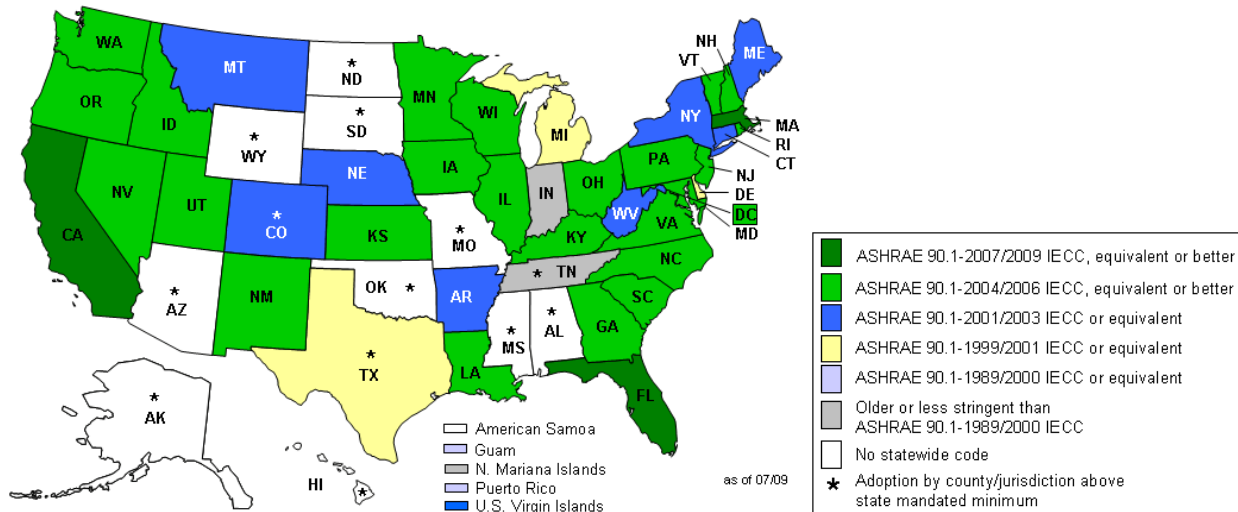 WA
MT
★
ND
MN
NH
VT
ME
OR
ID
★
WY
★
SD
WI
MI
NY
MA
RI
CT
NV
UT
NE
IA
IL
IN
OH
PA
NJ
DE
DC
MD
CA
★
CO
KS
★
MO
KY
WV
VA
★ TN
NC
★
AZ
NM
OK ★
AR
SC
★
MS
★
AL
GA
★
TX
LA
FL
★
AK
HI
★
American Samoa
Guam
N. Mariana Islands
Puerto Rico
U.S. Virgin Islands
as of 07/09
ASHRAE 90.1-2007/2009 IECC, equivalent or better
ASHRAE 90.1-2004/2006 IECC, equivalent or better
ASHRAE 90.1-2001/2003 IECC or equivalent
ASHRAE 90.1-1999/2001 IECC or equivalent
ASHRAE 90.1-1989/2000 IECC or equivalent
Older or less stringent than
ASHRAE 90.1-1989/2000 IECC
No statewide code
★ Adoption by county/jurisdiction above
state mandated minimum